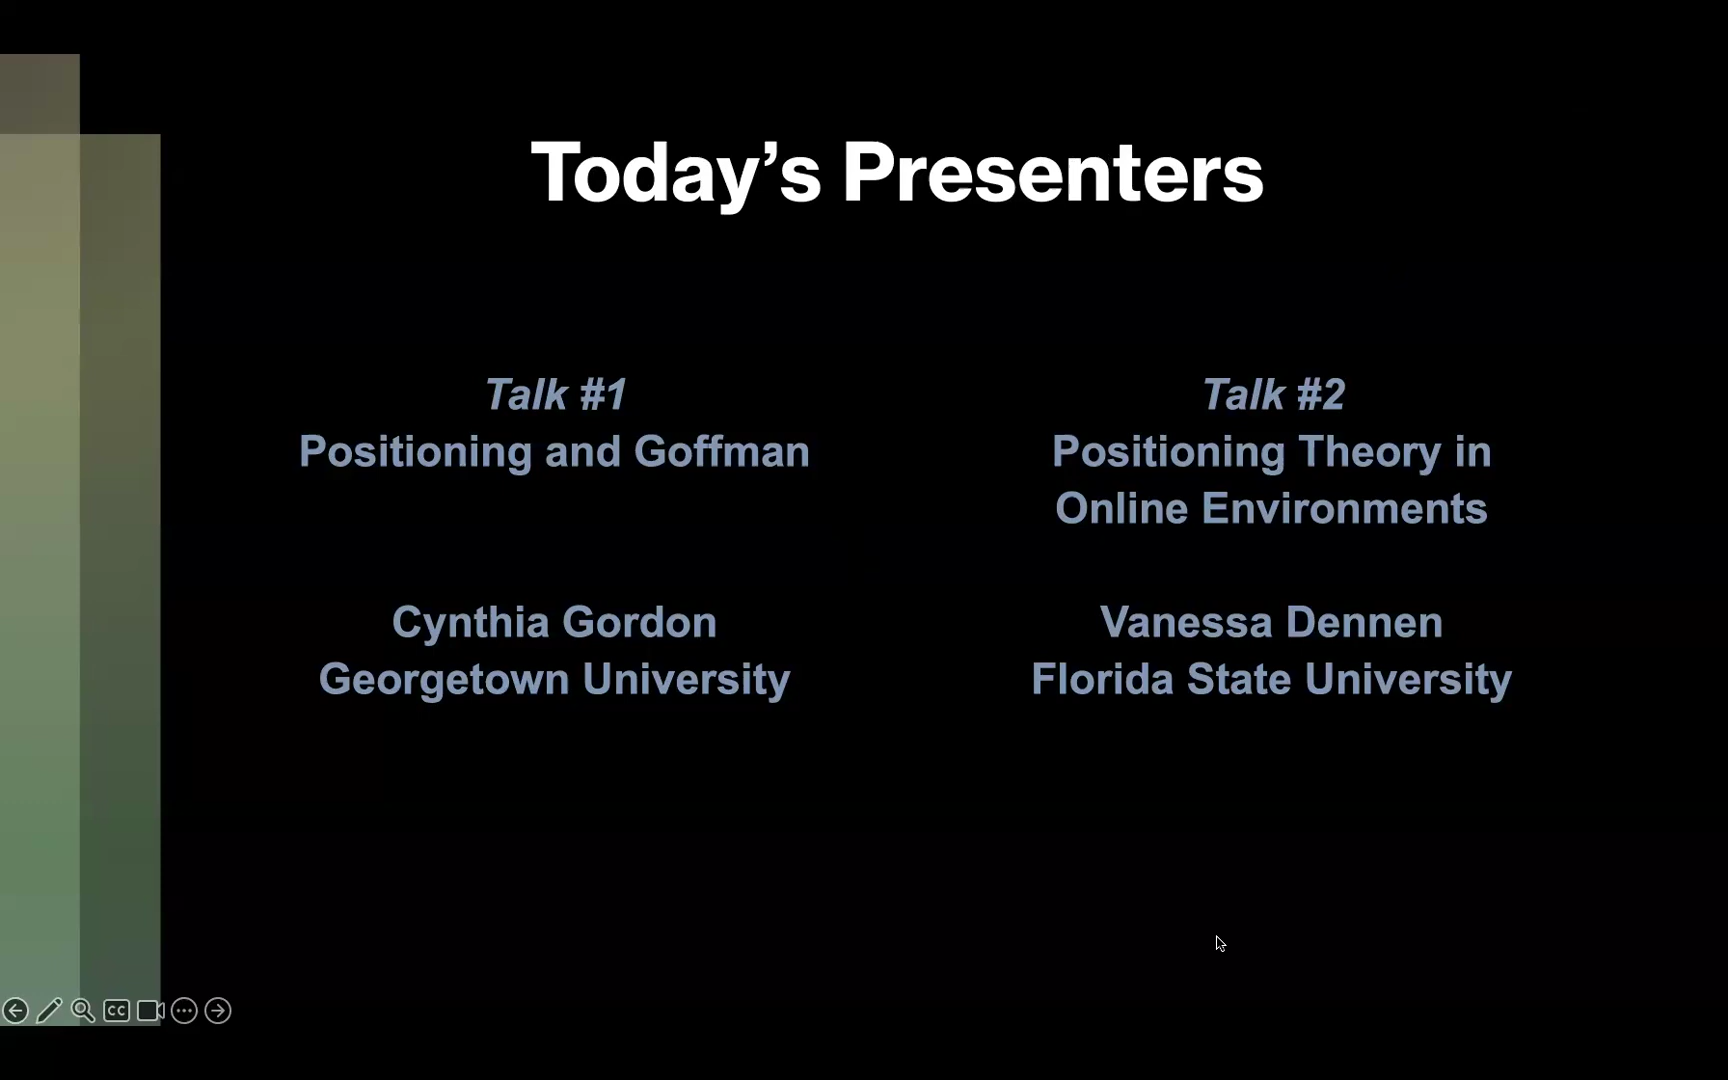 Today’s Presenters
Talk #1
Positioning and Goffman
Cynthia Gordon
Georgetown University
Talk #2
Positioning Theory in
Online Environments
Vanessa Dennen
Florida State University
CC